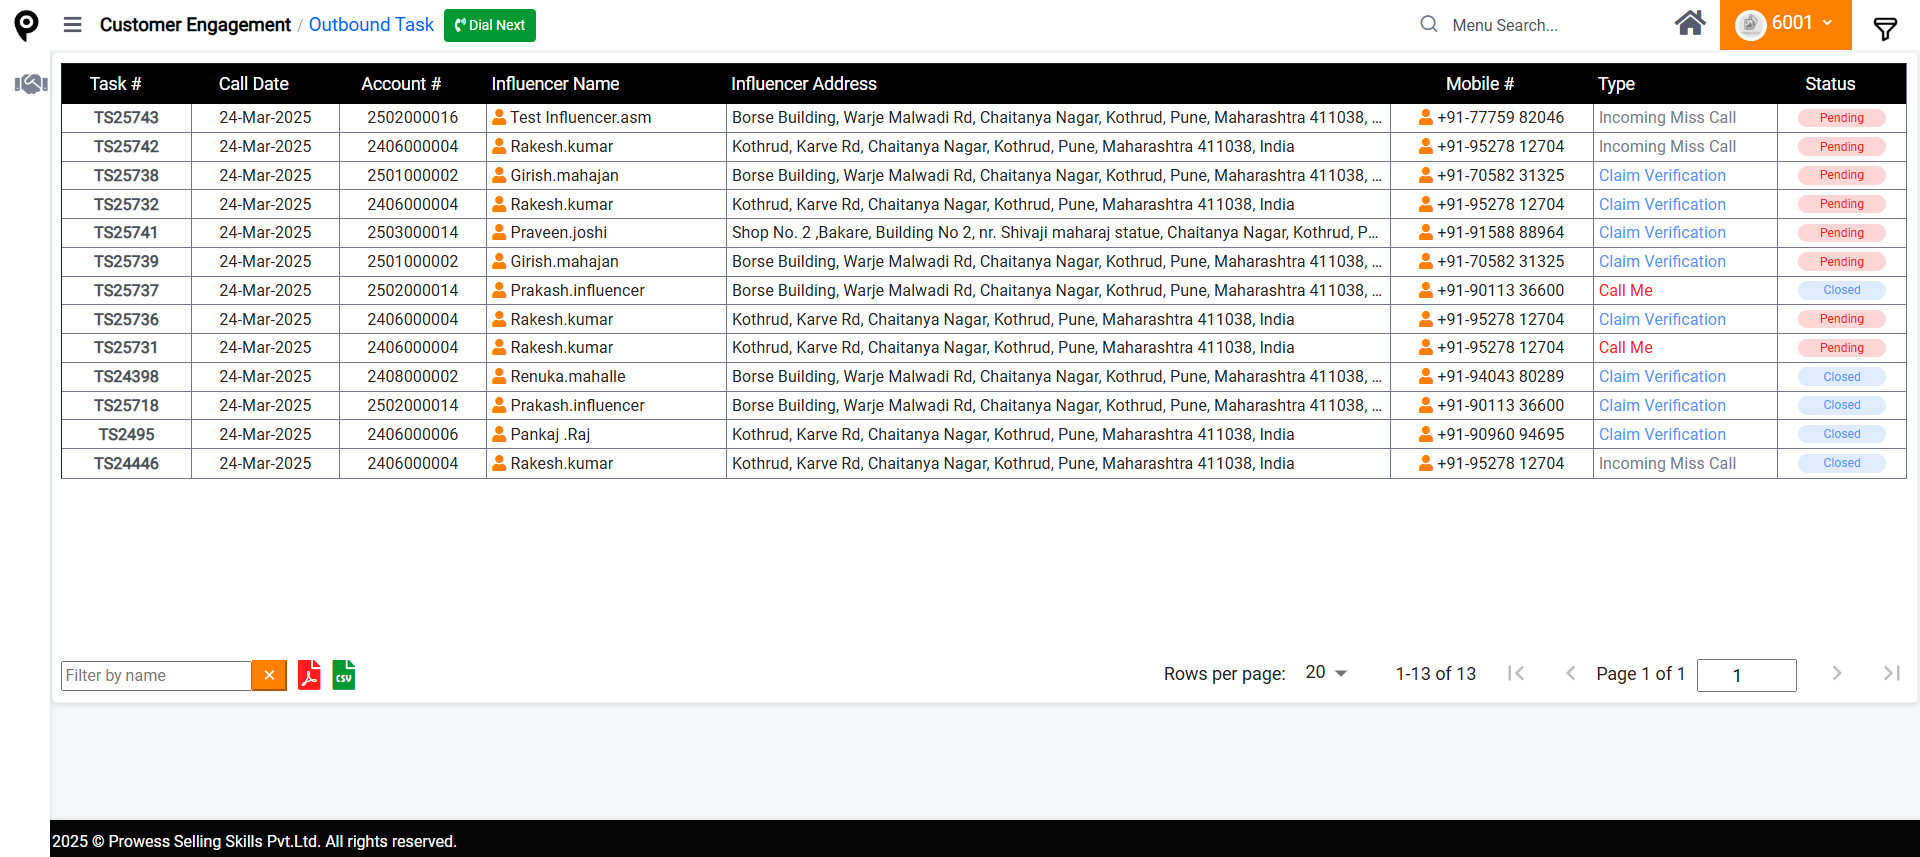 Customer Engagement / Outbound Task Dial Next Menu Search... 6001
Task # Call Date Account # Influencer Name Influencer Address Mobile # Type Status
TS25743 24-Mar-2025 2502000016 Test Influencer.asm Borse Building, Warje Malwadi Rd, Chaitanya Nagar, Kothrud, Pune, Maharashtra 411038, ... +91-77759 82046 Incoming Miss Call Pending
TS25742 24-Mar-2025 2406000004 Rakesh.kumar Kothrud, Karve Rd, Chaitanya Nagar, Kothrud, Pune, Maharashtra 411038, India +91-95278 12704 Incoming Miss Call Pending
TS25738 24-Mar-2025 2501000002 Girish.mahajan Borse Building, Warje Malwadi Rd, Chaitanya Nagar, Kothrud, Pune, Maharashtra 411038, ... +91-70582 31325 Claim Verification Pending
TS25732 24-Mar-2025 2406000004 Rakesh.kumar Kothrud, Karve Rd, Chaitanya Nagar, Kothrud, Pune, Maharashtra 411038, India +91-95278 12704 Claim Verification Pending
TS25741 24-Mar-2025 2503000014 Praveen.joshi Shop No. 2 ,Bakare, Building No 2, nr. Shivaji maharaj statue, Chaitanya Nagar, Kothrud, P... +91-91588 88964 Claim Verification Pending
TS25739 24-Mar-2025 2501000002 Girish.mahajan Borse Building, Warje Malwadi Rd, Chaitanya Nagar, Kothrud, Pune, Maharashtra 411038, ... +91-70582 31325 Claim Verification Pending
TS25737 24-Mar-2025 2502000014 Prakash.influencer Borse Building, Warje Malwadi Rd, Chaitanya Nagar, Kothrud, Pune, Maharashtra 411038, ... +91-90113 36600 Call Me Closed
TS25736 24-Mar-2025 2406000004 Rakesh.kumar Kothrud, Karve Rd, Chaitanya Nagar, Kothrud, Pune, Maharashtra 411038, India +91-95278 12704 Claim Verification Pending
TS25731 24-Mar-2025 2406000004 Rakesh.kumar Kothrud, Karve Rd, Chaitanya Nagar, Kothrud, Pune, Maharashtra 411038, India +91-95278 12704 Call Me Pending
TS24398 24-Mar-2025 2408000002 Renuka.mahalle Borse Building, Warje Malwadi Rd, Chaitanya Nagar, Kothrud, Pune, Maharashtra 411038, ... +91-94043 80289 Claim Verification Closed
TS25718 24-Mar-2025 2502000014 Prakash.influencer Borse Building, Warje Malwadi Rd, Chaitanya Nagar, Kothrud, Pune, Maharashtra 411038, ... +91-90113 36600 Claim Verification Closed
TS2495 24-Mar-2025 2406000006 Pankaj .Raj Kothrud, Karve Rd, Chaitanya Nagar, Kothrud, Pune, Maharashtra 411038, India +91-90960 94695 Claim Verification Closed
TS24446 24-Mar-2025 2406000004 Rakesh.kumar Kothrud, Karve Rd, Chaitanya Nagar, Kothrud, Pune, Maharashtra 411038, India +91-95278 12704 Incoming Miss Call Closed
Filter by name CSV Rows per page: 20 1-13 of 13 Page 1 of 1 1
2025 © Prowess Selling Skills Pvt.Ltd. All rights reserved.